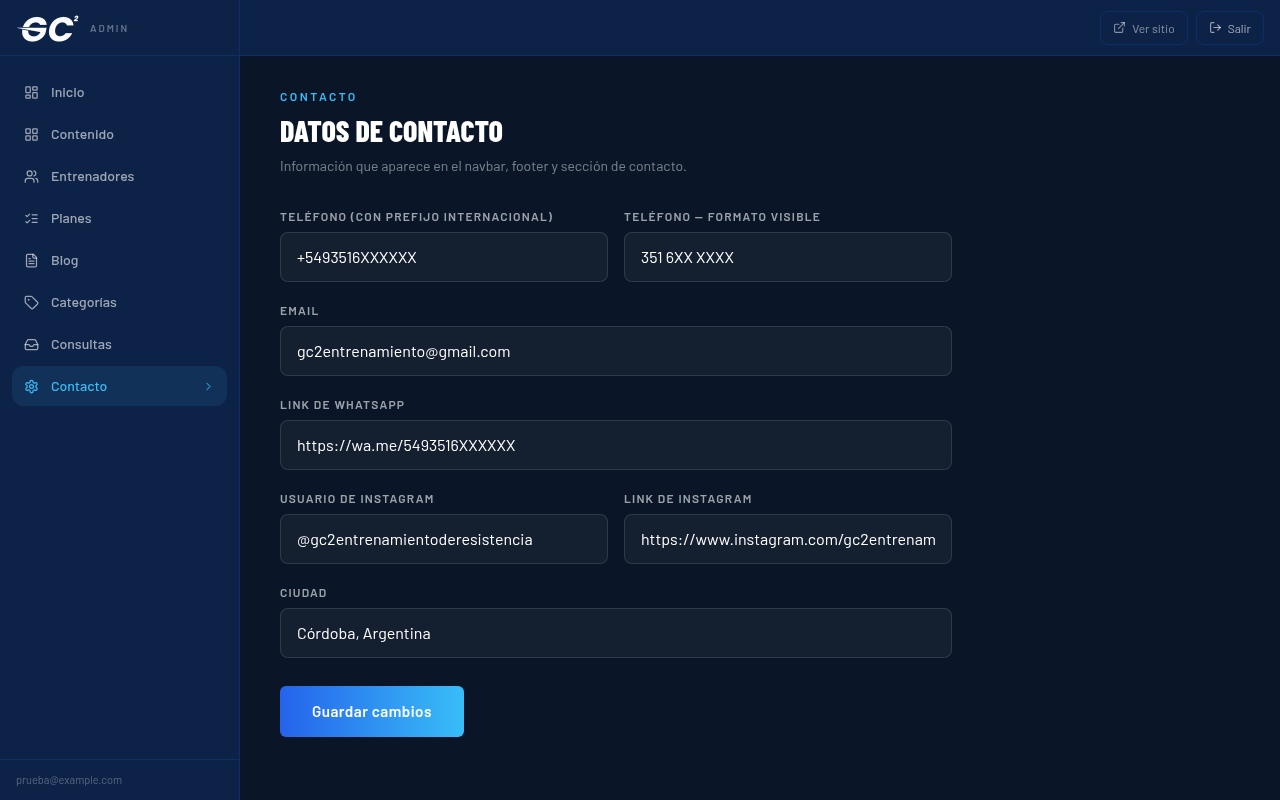 GC²
ADMIN
Ver sitio
Salir
Inicio
Contenido
Entrenadores
Planes
Blog
Categorías
Consultas
Contacto
CONTACTO
DATOS DE CONTACTO
Información que aparece en el navbar, footer y sección de contacto.
TELÉFONO (CON PREFIJO INTERNACIONAL)
TELÉFONO — FORMATO VISIBLE
+5493516XXXXXX
351 6XX XXXX
EMAIL
gc2entrenamiento@gmail.com
LINK DE WHATSAPP
https://wa.me/5493516XXXXXX
USUARIO DE INSTAGRAM
LINK DE INSTAGRAM
@gc2entrenamientoderesistencia
https://www.instagram.com/gc2entrenam
CIUDAD
Córdoba, Argentina
Guardar cambios
prueba@example.com